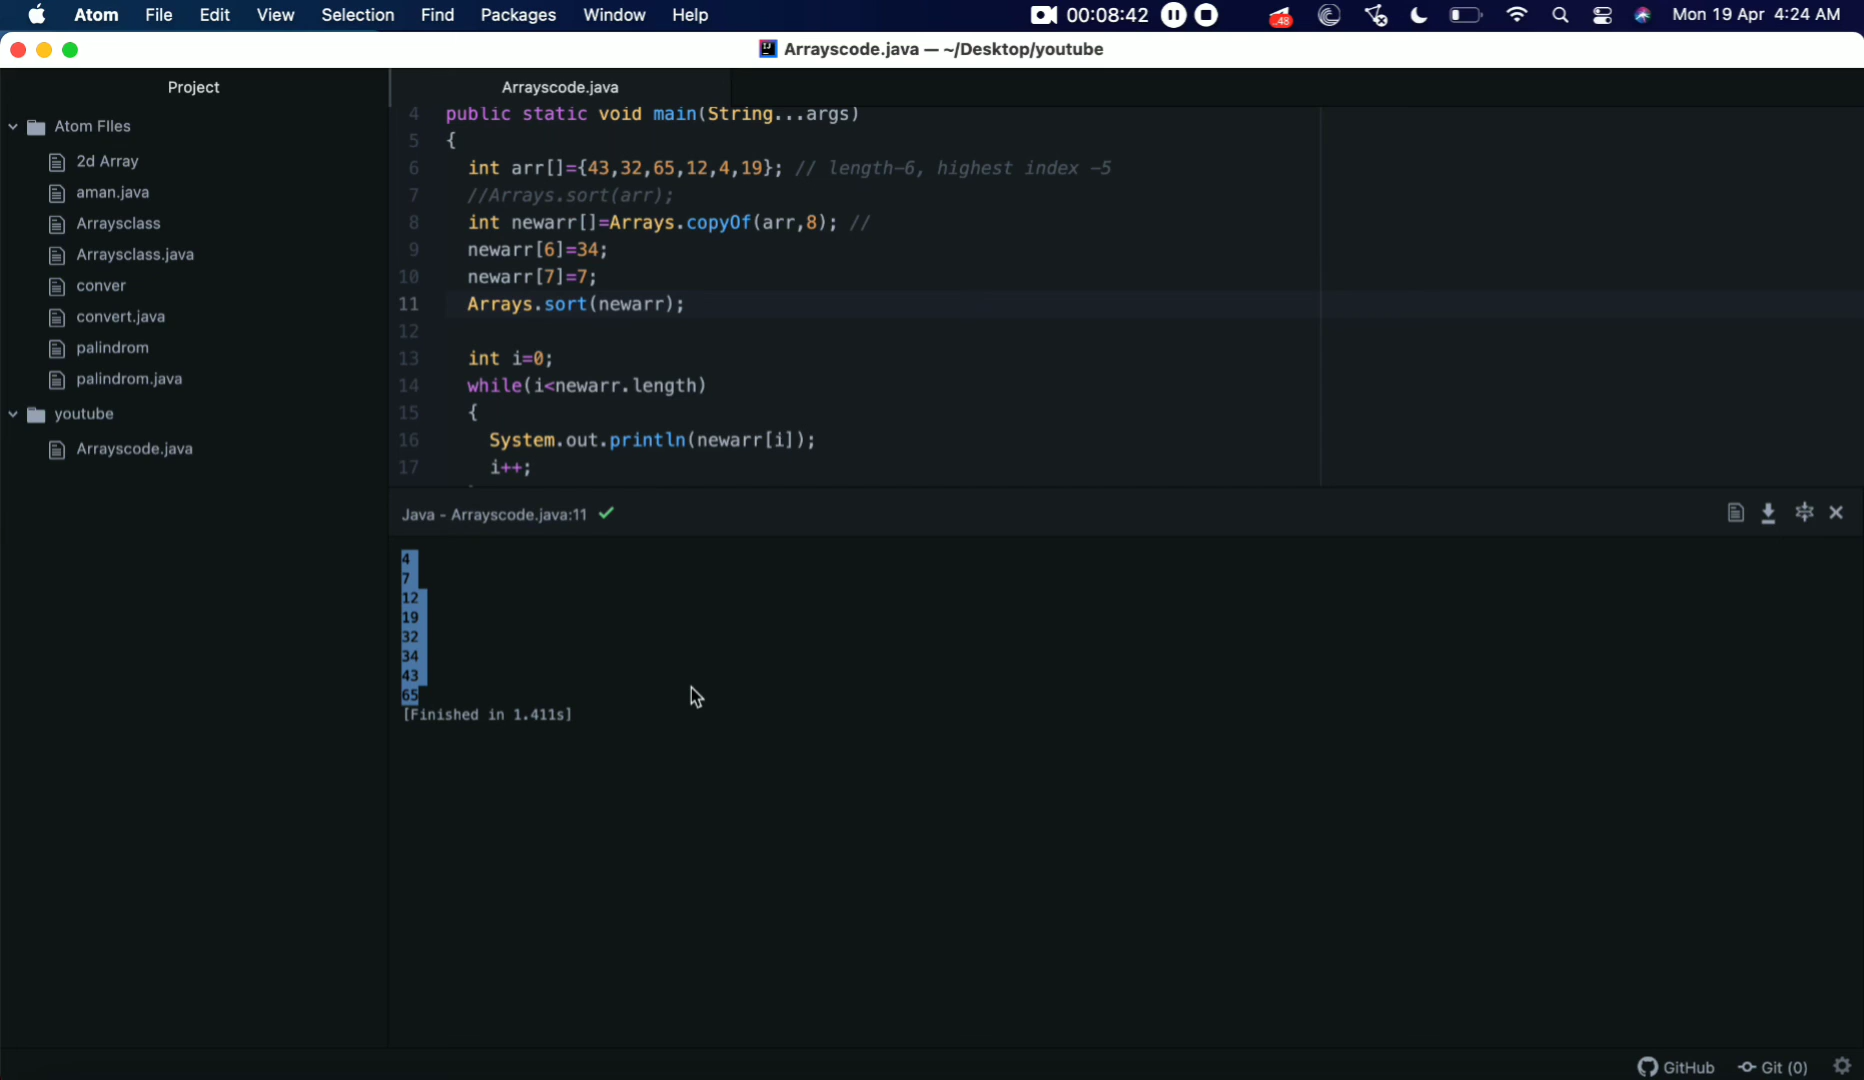 Atom File Edit View Selection Find Packages Window Help 00:08:42 48 Mon 19 Apr 4:24 AM
Arrayscode.java — ~/Desktop/youtube
Project
Atom FIles
2d Array
aman.java
Arraysclass
Arraysclass.java
conver
convert.java
palindrom
palindrom.java
youtube
Arrayscode.java
Arrayscode.java
4 public static void main(String...args)
5 {
6 int arr[]={43,32,65,12,4,19}; // length-6, highest index -5
7 //Arrays.sort(arr);
8 int newarr[]=Arrays.copyOf(arr,8); //
9 newarr[6]=34;
10 newarr[7]=7;
11 Arrays.sort(newarr);
12
13 int i=0;
14 while(i<newarr.length)
15 {
16 System.out.println(newarr[i]);
17 i++;
Java - Arrayscode.java:11
4
7
12
19
32
34
43
65
[Finished in 1.411s]
GitHub Git (0)